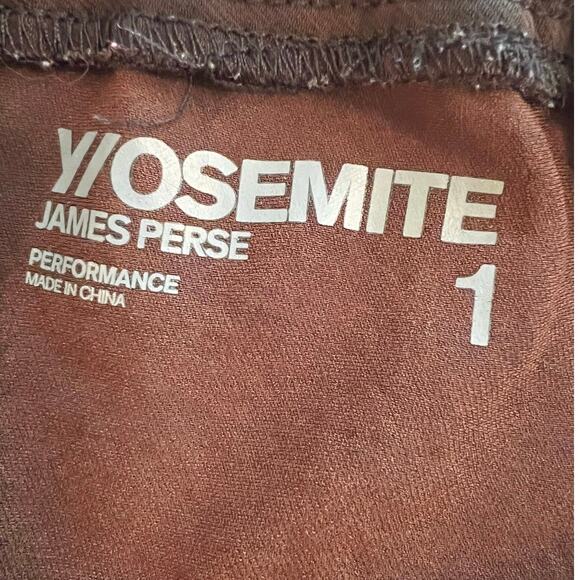 Y//OSEMITE
JAMES PERSE
PERFORMANCE
MADE IN CHINA
1